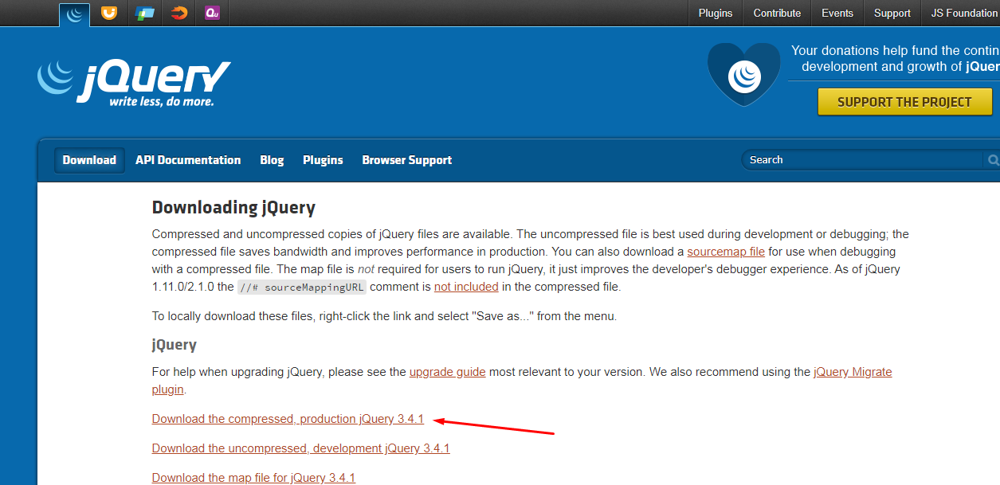 Plugins Contribute Events Support JS Foundation
Qu
Your donations help fund the contin
development and growth of jQuer
jQuery
write less, do more.
SUPPORT THE PROJECT
Download API Documentation Blog Plugins Browser Support Search
Downloading jQuery
Compressed and uncompressed copies of jQuery files are available. The uncompressed file is best used during development or debugging; the
compressed file saves bandwidth and improves performance in production. You can also download a sourcemap file for use when debugging
with a compressed file. The map file is not required for users to run jQuery, it just improves the developer's debugger experience. As of jQuery
1.11.0/2.1.0 the //# sourceMappingURL comment is not included in the compressed file.
To locally download these files, right-click the link and select "Save as..." from the menu.
jQuery
For help when upgrading jQuery, please see the upgrade guide most relevant to your version. We also recommend using the jQuery Migrate
plugin.
Download the compressed, production jQuery 3.4.1
Download the uncompressed, development jQuery 3.4.1
Download the map file for jQuery 3.4.1